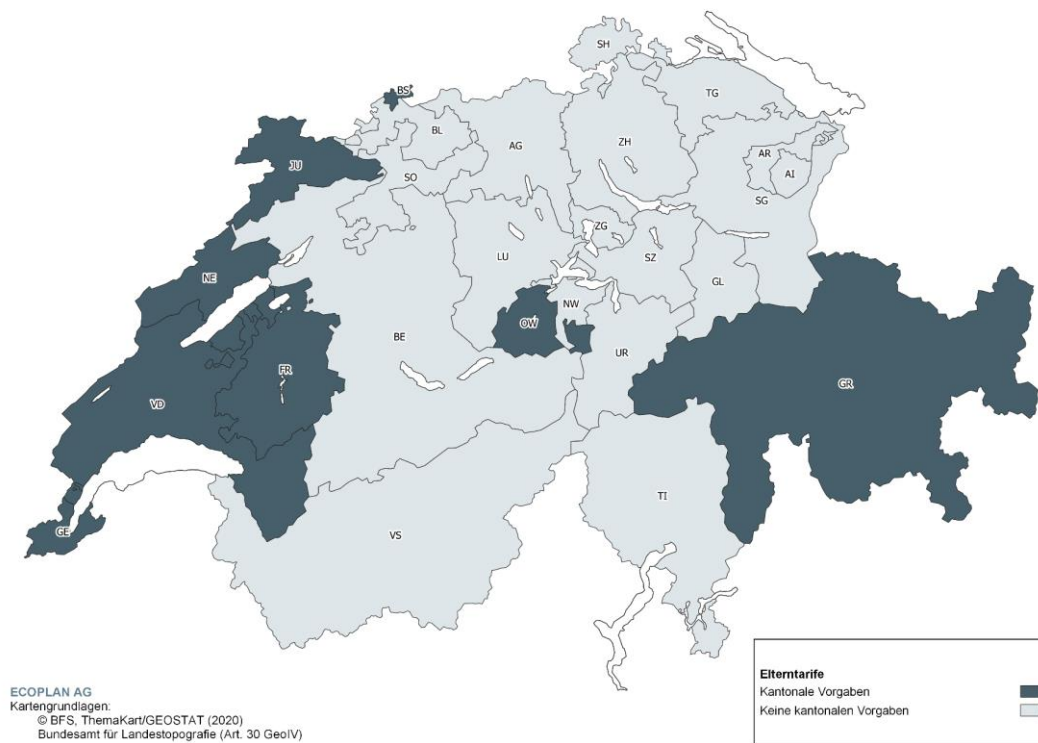 SH
BS
TG
BL
AG
ZH
JU
AR
AI
SO
SG
ZG
LU
SZ
NE
GL
NW
OW
BE
UR
FR
GR
VD
TI
GE
VS
ECOPLAN AG
Kartengrundlagen:
© BFS, ThemaKart/GEOSTAT (2020)
Bundesamt für Landestopografie (Art. 30 GeoIV)
Elterntarife
Kantonale Vorgaben
Keine kantonalen Vorgaben